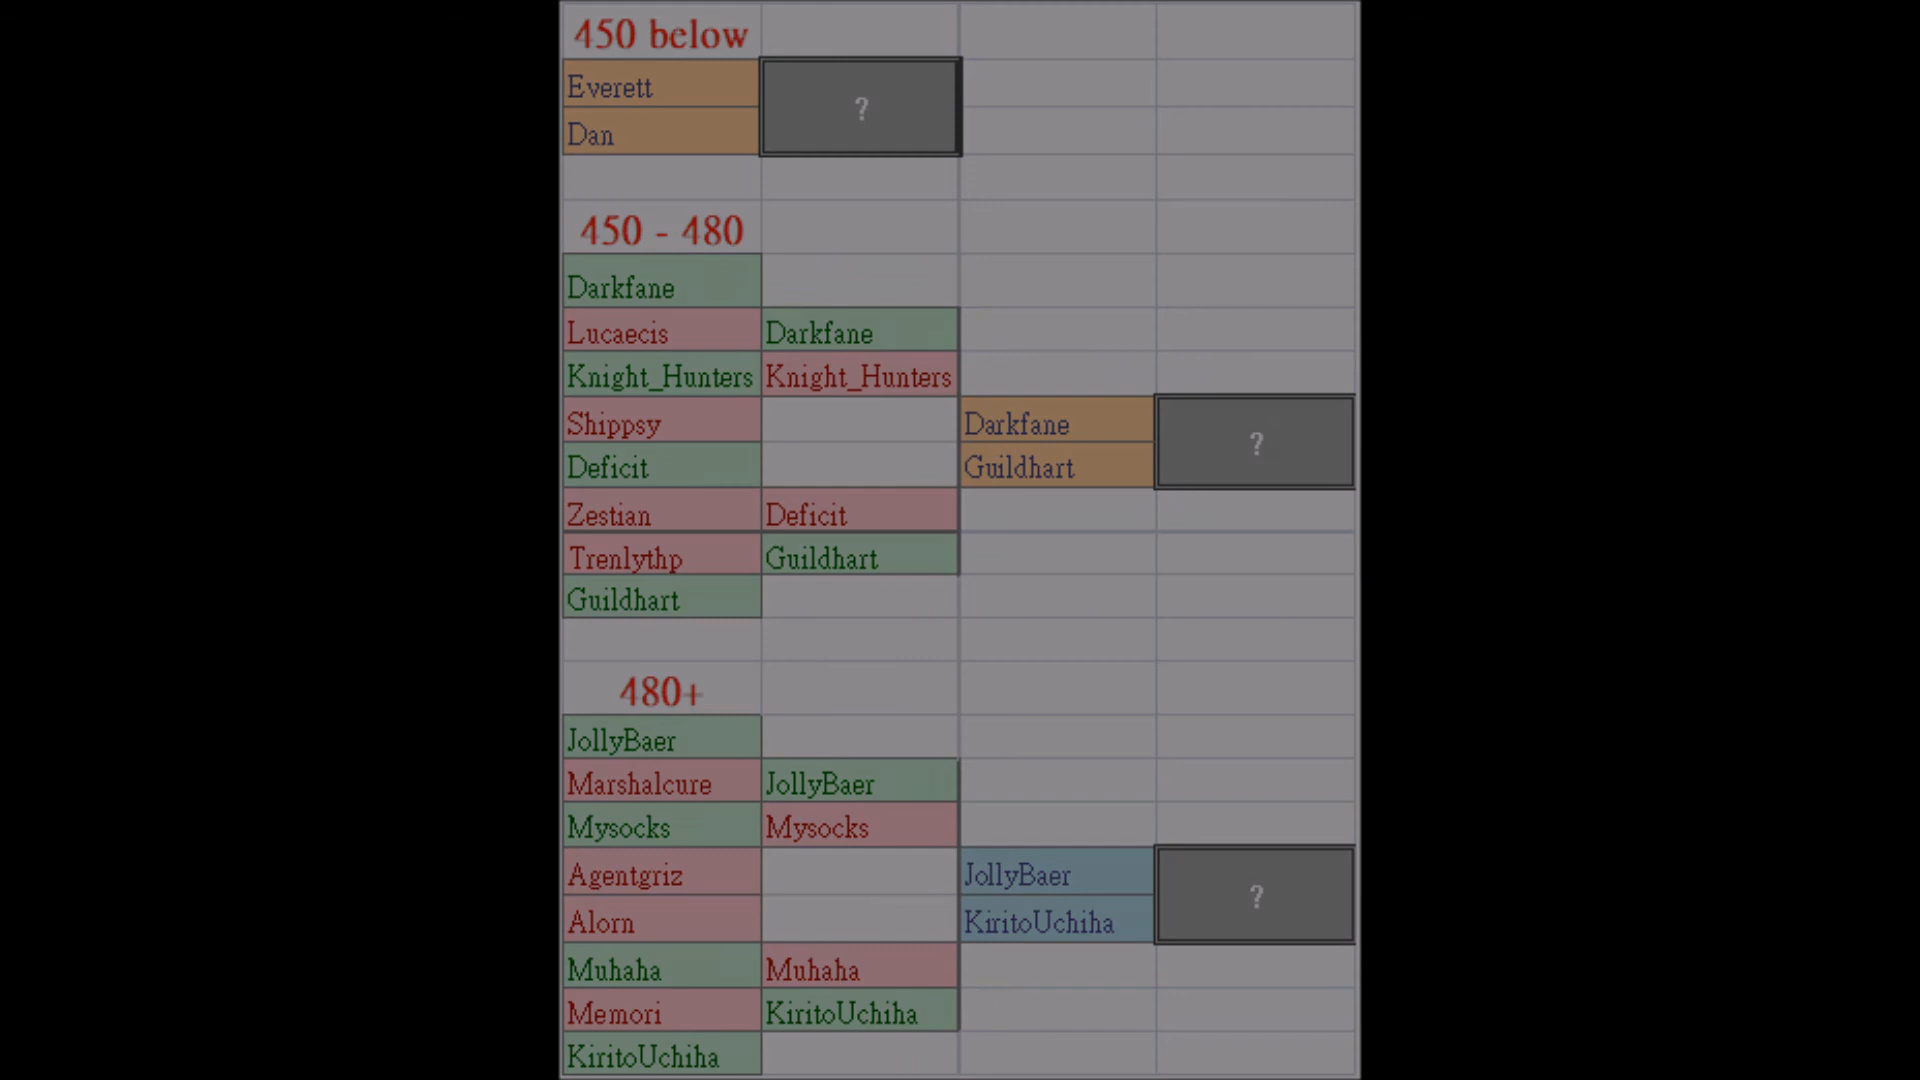 450 below
Everett
?
Dan
450 - 480
Darkfane
Lucaecis Darkfane
Knight_Hunters Knight_Hunters
Shippsy Darkfane
?
Deficit Guildhart
Zestian Deficit
Trenlythp Guildhart
Guildhart
480+
JollyBaer
Marshalcure JollyBaer
Mysocks Mysocks
Agentgriz JollyBaer
?
Alorn KiritoUchiha
Muhaha Muhaha
Memori KiritoUchiha
KiritoUchiha